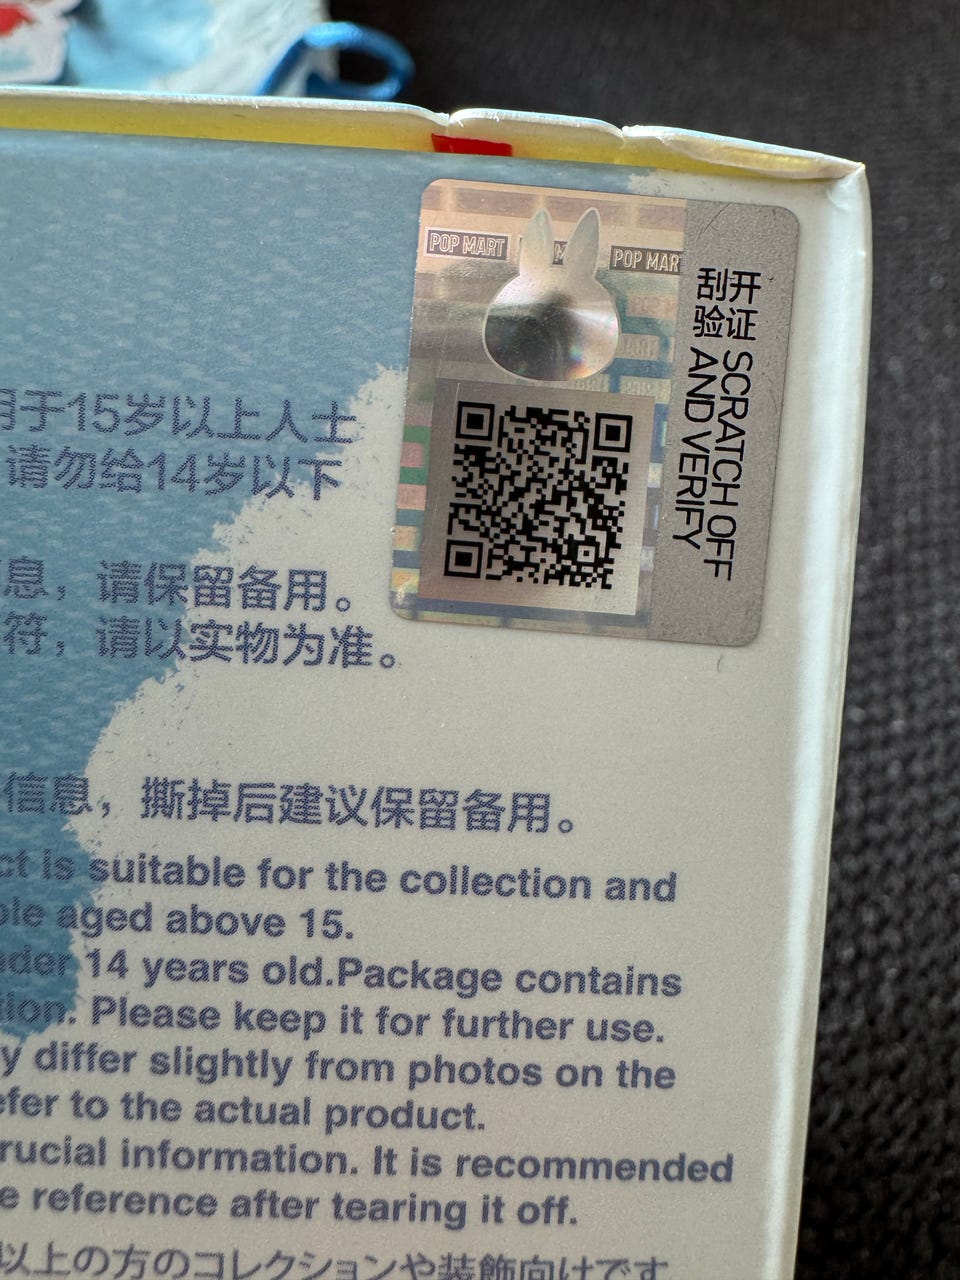 POP MART
POP MART
开证 SCRATCH OFF
刮验 AND VERIFY
用于15岁以上人士
请勿给14岁以下
息，请保留备用。
符，请以实物为准。
信息，撕掉后建议保留备用。
ct is suitable for the collection and
ple aged above 15.
nder 14 years old.Package contains
tion. Please keep it for further use.
y differ slightly from photos on the
efer to the actual product.
rucial information. It is recommended
e reference after tearing it off.
以上の方のコレクションや装飾向けです